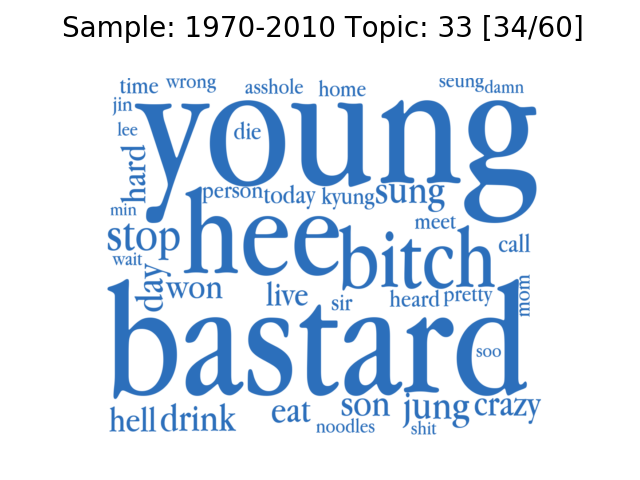 Sample: 1970-2010 Topic: 33 [34/60]
time wrong asshole home seung damn
jin
young
lee die
hard
person today kyung sung
min
hee
meet
stop bitch call
wait
day won live sir heard pretty mom
bastard
soo
hell drink eat son jung crazy
noodles shit